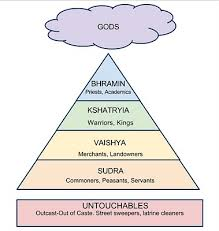 GODS
BHRAMIN
Priests, Academics
KSHATRYIA
Warriors, Kings
VAISHYA
Merchants, Landowners
SUDRA
Commoners, Peasants, Servants
UNTOUCHABLES
Outcast-Out of Caste. Street sweepers, latrine cleaners